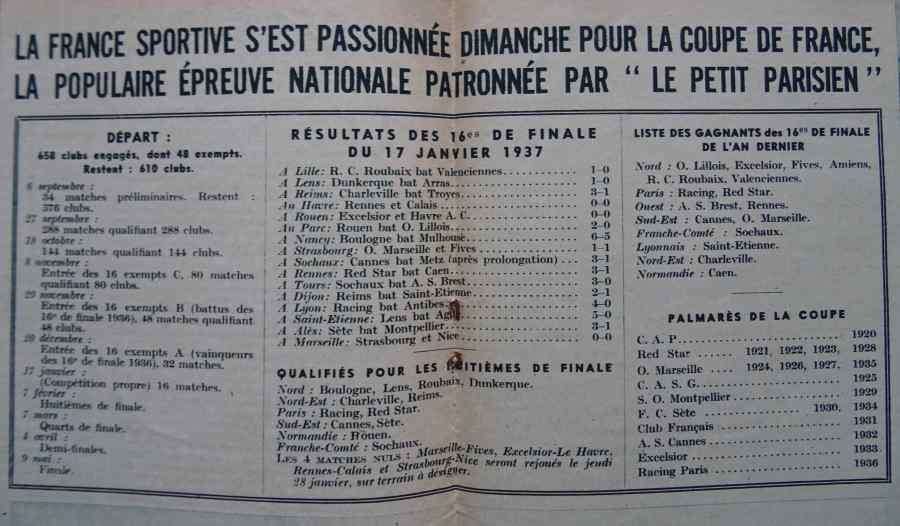 LA FRANCE SPORTIVE S'EST PASSIONNÉE DIMANCHE POUR LA COUPE DE FRANCE,
LA POPULAIRE ÉPREUVE NATIONALE PATRONNÉE PAR " LE PETIT PARISIEN "
DÉPART :
658 clubs engagés, dont 48 exempts.
Restent : 610 clubs.
6 septembre :
34 matches préliminaires. Restent :
576 clubs.
27 septembre :
288 matches qualifiant 288 clubs.
18 octobre :
144 matches qualifiant 144 clubs.
8 novembre :
Entrée des 16 exempts C, 80 matches
qualifiant 80 clubs.
29 novembre :
Entrée des 16 exempts B (battus des
16e de finale 1936), 48 matches qualifiant
48 clubs.
20 décembre :
Entrée des 16 exempts A (vainqueurs
des 16e de finale 1936), 32 matches.
17 janvier :
(Compétition propre) 16 matches.
7 février :
Huitièmes de finale.
7 mars :
Quarts de finale.
4 avril :
Demi-finales.
9 mai :
Finale.
RÉSULTATS DES 16es DE FINALE
DU 17 JANVIER 1937
A Lille : R. C. Roubaix bat Valenciennes 1-0
A Lens : Dunkerque bat Arras 1-0
A Reims : Charleville bat Troyes 3-1
Au Havre : Rennes et Calais 0-0
A Rouen : Excelsior et Havre A. C. 0-0
Au Parc : Rouen bat O. Lillois 2-0
A Nancy : Boulogne bat Mulhouse 6-5
A Strasbourg : O. Marseille et Fives 1-1
A Sochaux : Cannes bat Metz (après prolongation) 3-1
A Rennes : Red Star bat Caen 3-1
A Tours : Sochaux bat A. S. Brest 3-0
A Dijon : Reims bat Saint-Etienne 2-1
A Lyon : Racing bat Antibes 4-0
A Saint-Etienne : Lens bat 5-0
A Alès : Sète bat Montpellier 3-1
A Marseille : Strasbourg et Nice 0-0
QUALIFIÉS POUR LES HUITIÈMES DE FINALE
Nord : Boulogne, Lens, Roubaix, Dunkerque.
Nord-Est : Charleville, Reims.
Paris : Racing, Red Star.
Sud-Est : Cannes, Sète.
Normandie : Rouen.
Franche-Comté : Sochaux.
LES 4 MATCHES NULS : Marseille-Fives, Excelsior-Le Havre,
Rennes-Calais et Strasbourg-Nice seront rejoués le jeudi
28 janvier, sur terrain à désigner.
LISTE DES GAGNANTS des 16es DE FINALE
DE L'AN DERNIER
Nord : O. Lillois, Excelsior, Fives, Amiens,
R. C. Roubaix, Valenciennes.
Paris : Racing, Red Star.
Ouest : A. S. Brest, Rennes.
Sud-Est : Cannes, O. Marseille.
Franche-Comté : Sochaux.
Lyonnais : Saint-Etienne.
Nord-Est : Charleville.
Normandie : Caen.
PALMARÈS DE LA COUPE
C. A. P. 1920
Red Star 1921, 1922, 1923, 1928
O. Marseille 1924, 1926, 1927, 1935
C. A. S. G. 1925
S. O. Montpellier 1929
F. C. Sète 1930, 1934
Club Français 1931
A. S. Cannes 1932
Excelsior 1933
Racing Paris 1936